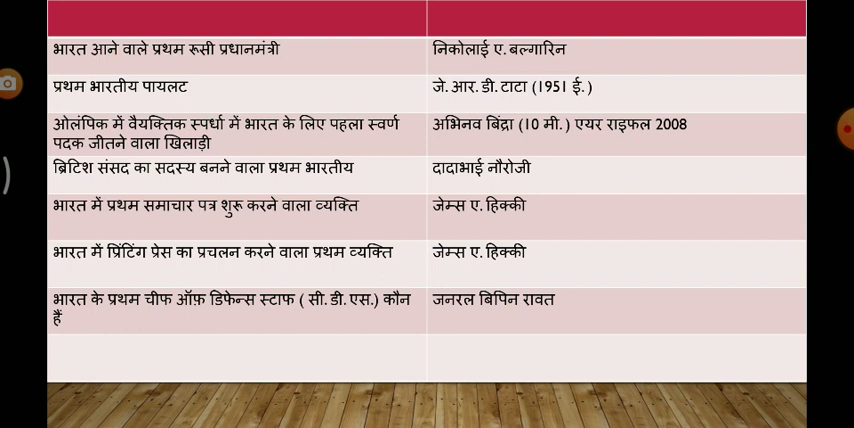 भारत आने वाले प्रथम रूसी प्रधानमंत्री
निकोलाई ए. बल्गारिन
प्रथम भारतीय पायलट
जे. आर. डी. टाटा (1951 ई. )
ओलंपिक में वैयक्तिक स्पर्धा में भारत के लिए पहला स्वर्ण
पदक जीतने वाला खिलाड़ी
अभिनव बिंद्रा (10 मी. ) एयर राइफल 2008
ब्रिटिश संसद का सदस्य बनने वाला प्रथम भारतीय
दादाभाई नौरोजी
भारत में प्रथम समाचार पत्र शुरू करने वाला व्यक्ति
जेम्स ए. हिक्की
भारत में प्रिंटिंग प्रेस का प्रचलन करने वाला प्रथम व्यक्ति
जेम्स ए. हिक्की
भारत के प्रथम चीफ ऑफ़ डिफेन्स स्टाफ ( सी. डी. एस.) कौन
हैं
जनरल बिपिन रावत